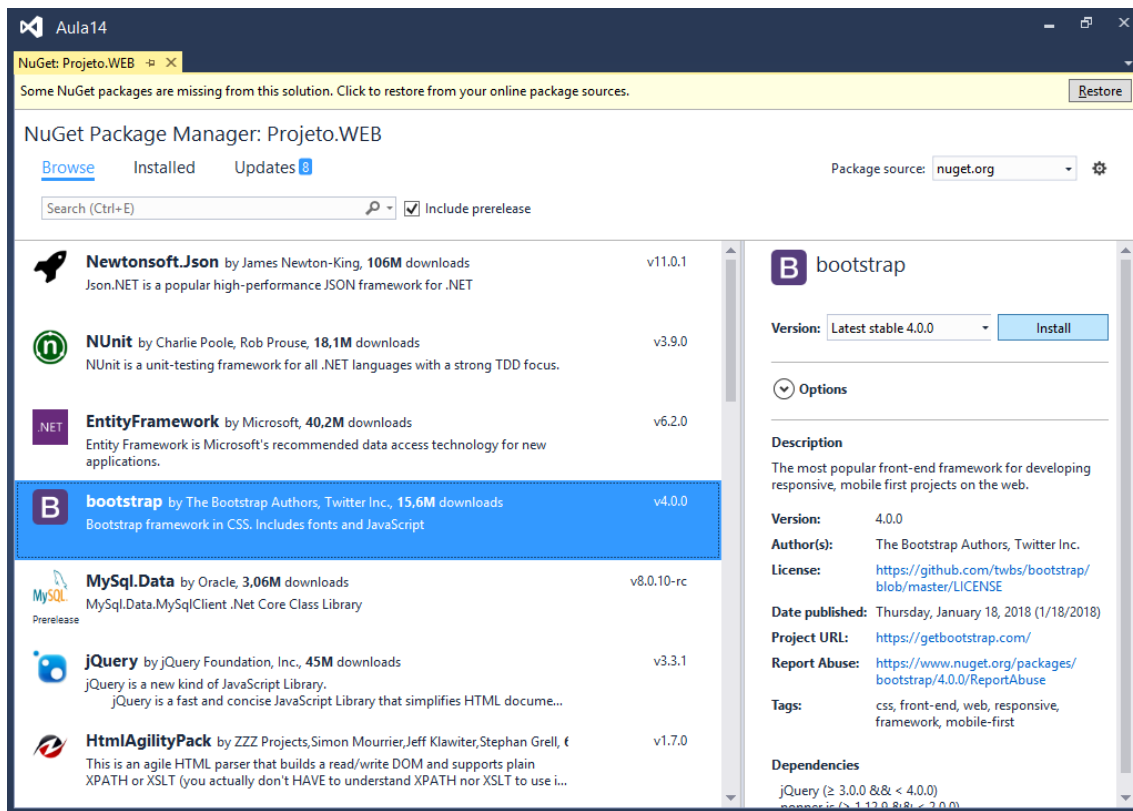 Aula14
NuGet: Projeto.WEB
Some NuGet packages are missing from this solution. Click to restore from your online package sources.
Restore
NuGet Package Manager: Projeto.WEB
Browse
Installed
Updates 8
Package source: nuget.org
Search (Ctrl+E)
Include prerelease
Newtonsoft.Json by James Newton-King, 106M downloads
v11.0.1
Json.NET is a popular high-performance JSON framework for .NET
n
NUnit by Charlie Poole, Rob Prouse, 18,1M downloads
v3.9.0
NUnit is a unit-testing framework for all .NET languages with a strong TDD focus.
.NET
EntityFramework by Microsoft, 40,2M downloads
v6.2.0
Entity Framework is Microsoft's recommended data access technology for new
applications.
B
bootstrap by The Bootstrap Authors, Twitter Inc., 15,6M downloads
v4.0.0
Bootstrap framework in CSS. Includes fonts and JavaScript
MySQL
Prerelease
MySql.Data by Oracle, 3,06M downloads
v8.0.10-rc
MySql.Data.MySqlClient .Net Core Class Library
jQuery by jQuery Foundation, Inc., 45M downloads
v3.3.1
jQuery is a new kind of JavaScript Library.
jQuery is a fast and concise JavaScript Library that simplifies HTML docume...
HtmlAgilityPack by ZZZ Projects,Simon Mourrier,Jeff Klawiter,Stephan Grell,
v1.7.0
This is an agile HTML parser that builds a read/write DOM and supports plain
XPATH or XSLT (you actually don't HAVE to understand XPATH nor XSLT to use i...
B
bootstrap
Version: Latest stable 4.0.0
Install
Options
Description
The most popular front-end framework for developing
responsive, mobile first projects on the web.
Version: 4.0.0
Author(s): The Bootstrap Authors, Twitter Inc.
License: https://github.com/twbs/bootstrap/
blob/master/LICENSE
Date published: Thursday, January 18, 2018 (1/18/2018)
Project URL: https://getbootstrap.com/
Report Abuse: https://www.nuget.org/packages/
bootstrap/4.0.0/ReportAbuse
Tags: css, front-end, web, responsive,
framework, mobile-first
Dependencies
jQuery (≥ 3.0.0 && < 4.0.0)
popper.js (≥ 1.12.9 && < 2.0.0)